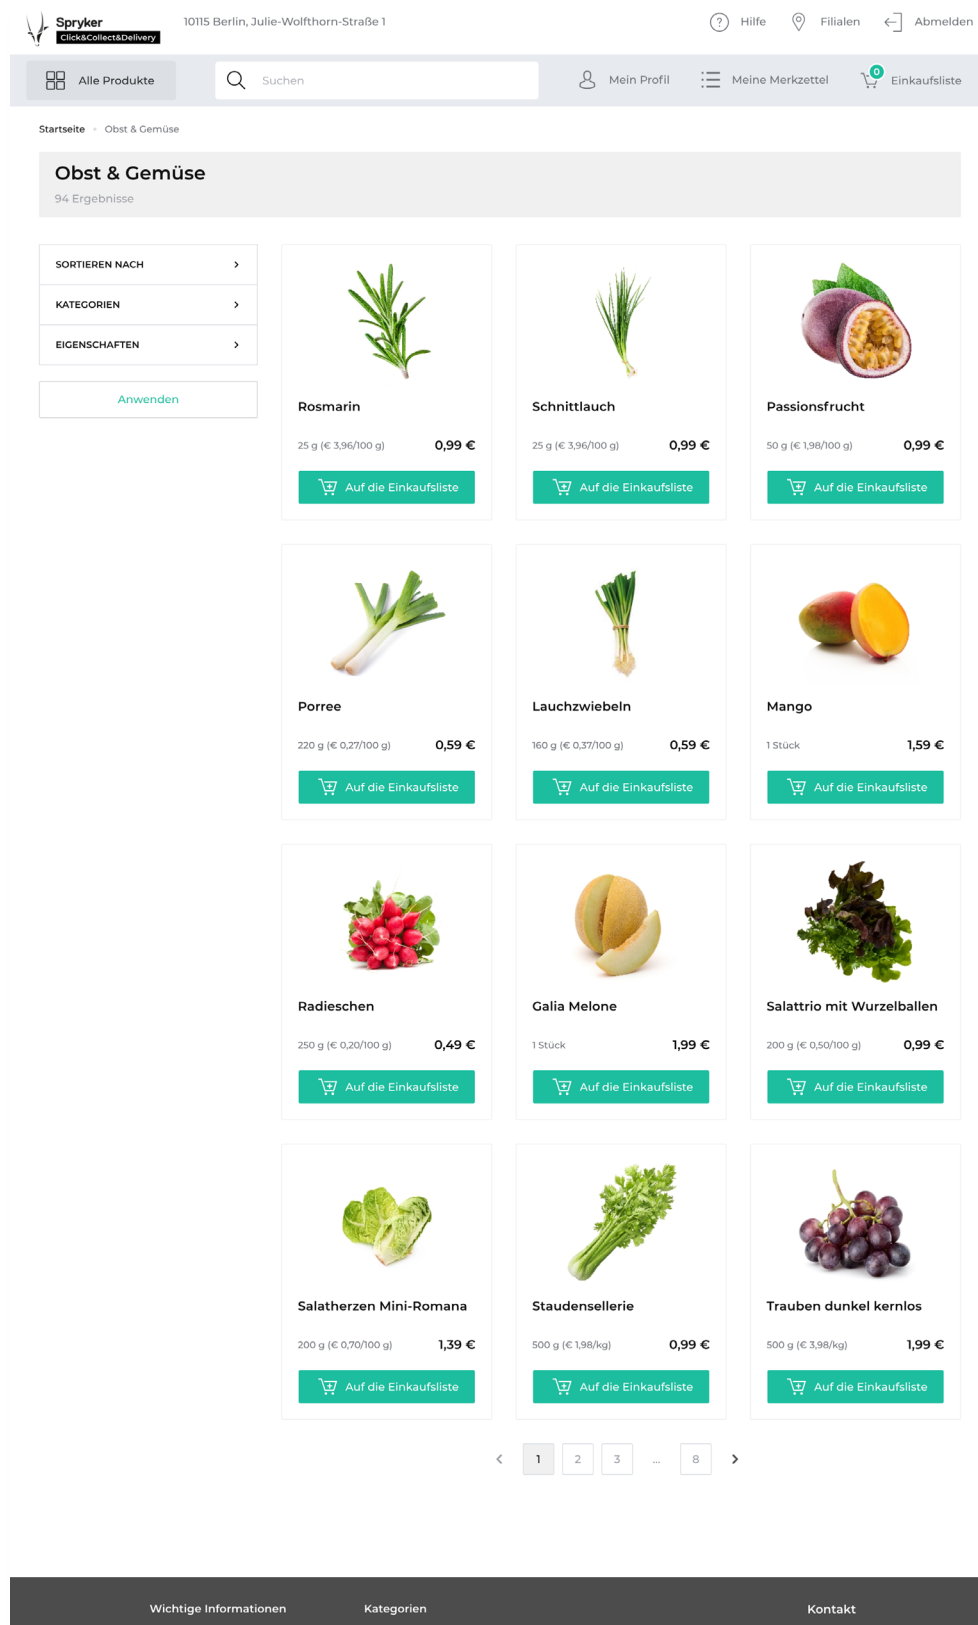 Spryker
Click&Collect&Delivery
10115 Berlin, Julie-Wolfthorn-Straße 1
Hilfe
Filialen
Abmelden
Alle Produkte
Suchen
Mein Profil
Meine Merkzettel
0
Einkaufsliste
Startseite
Obst & Gemüse
Obst & Gemüse
94 Ergebnisse
SORTIEREN NACH
KATEGORIEN
EIGENSCHAFTEN
Anwenden
Rosmarin
25 g (€ 3,96/100 g) 0,99 €
Auf die Einkaufsliste
Schnittlauch
25 g (€ 3,96/100 g) 0,99 €
Auf die Einkaufsliste
Passionsfrucht
50 g (€ 1,98/100 g) 0,99 €
Auf die Einkaufsliste
Porree
220 g (€ 0,27/100 g) 0,59 €
Auf die Einkaufsliste
Lauchzwiebeln
160 g (€ 0,37/100 g) 0,59 €
Auf die Einkaufsliste
Mango
1 Stück 1,59 €
Auf die Einkaufsliste
Radieschen
250 g (€ 0,20/100 g) 0,49 €
Auf die Einkaufsliste
Galia Melone
1 Stück 1,99 €
Auf die Einkaufsliste
Salattrio mit Wurzelballen
200 g (€ 0,50/100 g) 0,99 €
Auf die Einkaufsliste
Salatherzen Mini-Romana
200 g (€ 0,70/100 g) 1,39 €
Auf die Einkaufsliste
Staudensellerie
500 g (€ 1,98/kg) 0,99 €
Auf die Einkaufsliste
Trauben dunkel kernlos
500 g (€ 3,98/kg) 1,99 €
Auf die Einkaufsliste
1 2 3 ... 8
Wichtige Informationen
Kategorien
Kontakt